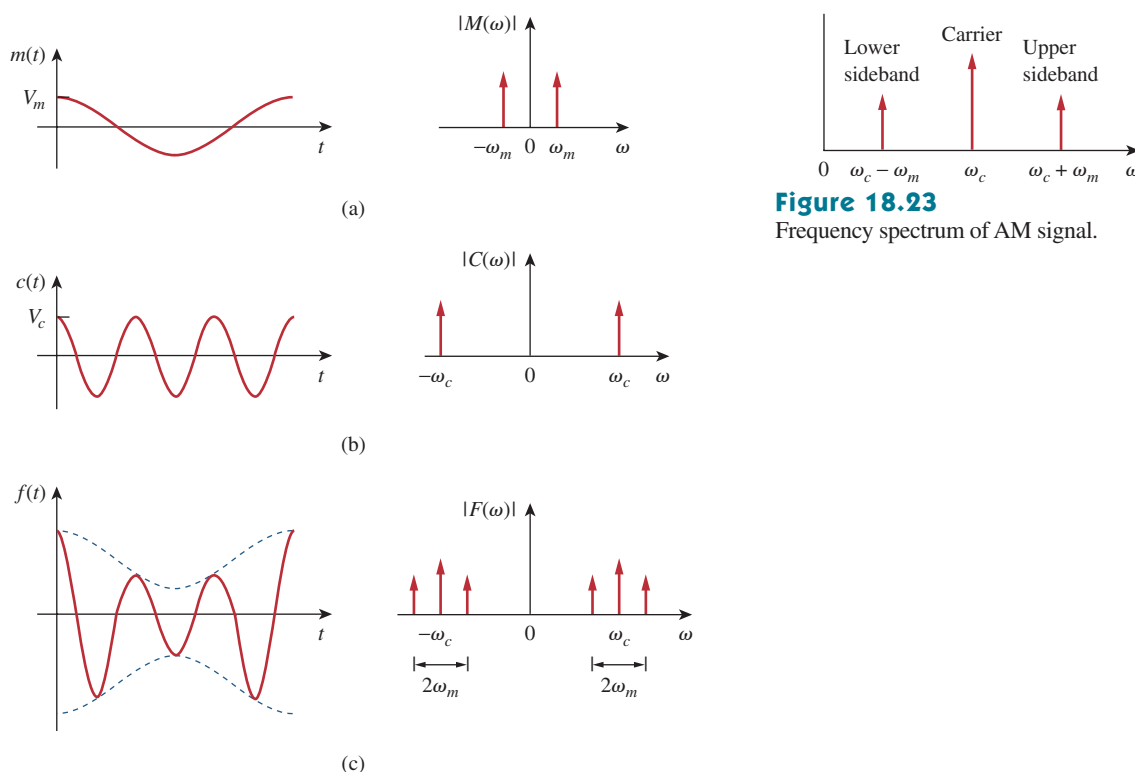 m(t)
V_m
t
|M(ω)|
−ω_m 0 ω_m ω
(a)
c(t)
V_c
t
|C(ω)|
−ω_c 0 ω_c ω
(b)
f(t)
t
|F(ω)|
−ω_c 0 ω_c ω
2ω_m 2ω_m
(c)
Lower
sideband
Carrier
Upper
sideband
0 ω_c − ω_m ω_c ω_c + ω_m ω
Figure 18.23
Frequency spectrum of AM signal.